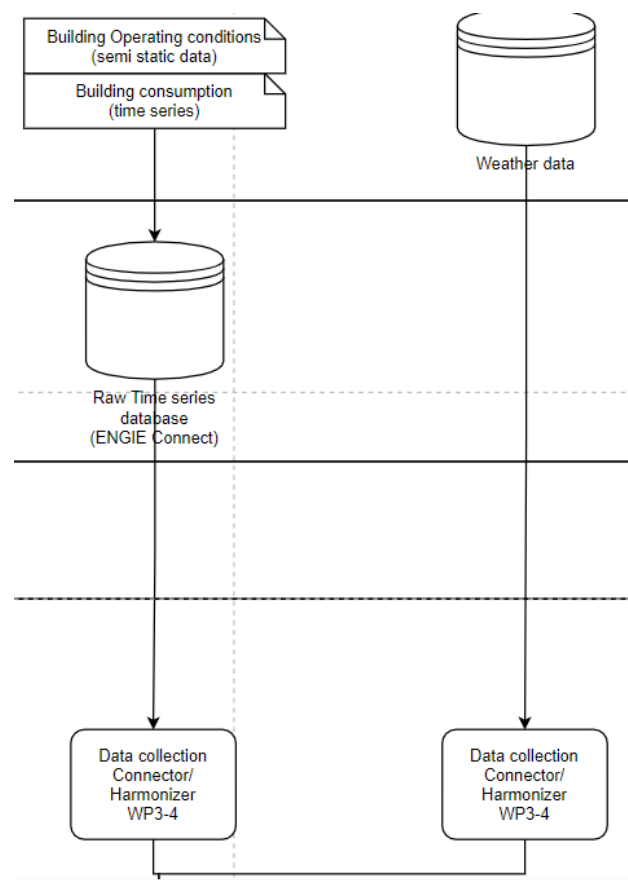 Building Operating conditions
(semi static data)
Building consumption
(time series)
Weather data
Raw Time series
database
(ENGIE Connect)
Data collection
Connector/
Harmonizer
WP3-4
Data collection
Connector/
Harmonizer
WP3-4